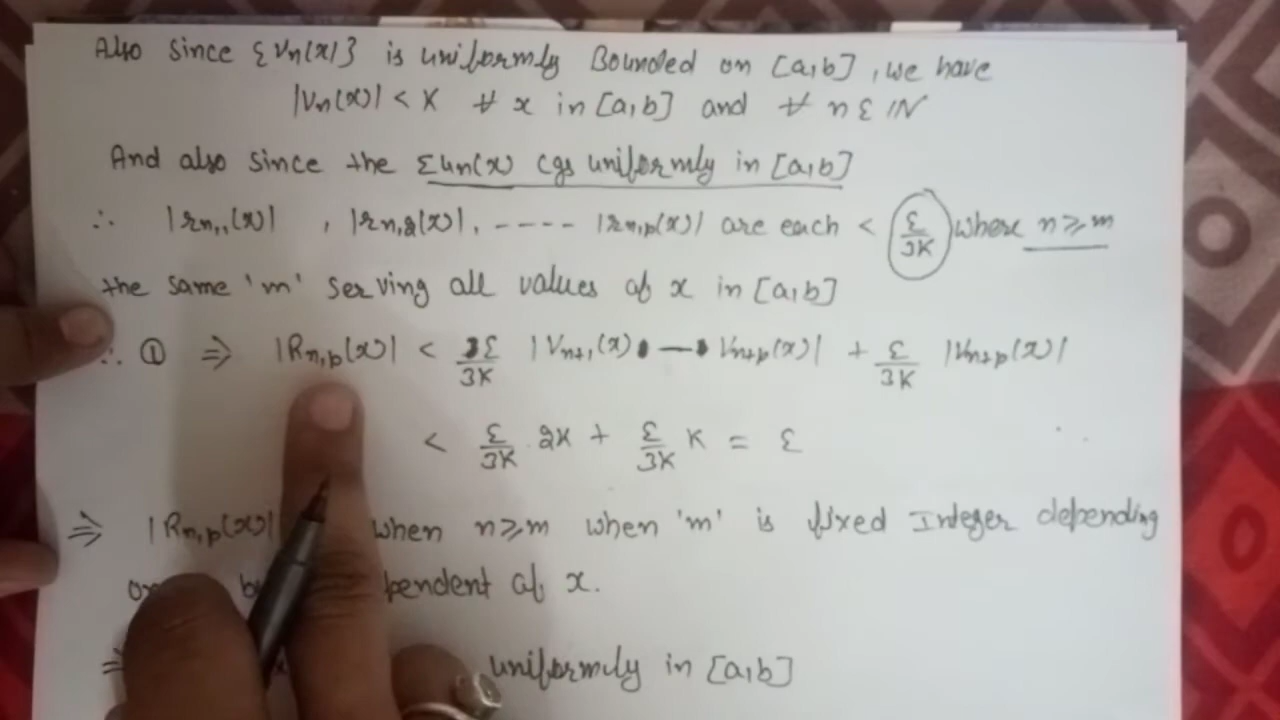 Also since {Vn(x)} is uniformly Bounded on [a,b], we have
|Vn(x)| < K ∀ x in [a,b] and ∀ n ε IN
And also since the Σun(x) cgs uniformly in [a,b]
∴ |rn,1(x)|, |rn,2(x)|, ---- |rn,p(x)| are each < ε/3K where n≥m
the same 'm' serving all values of x in [a,b]
∴ ① ⇒ |Rn,p(x)| < ε/3K |Vn+1(x) — Vn+p(x)| + ε/3K |Vn+p(x)|
< ε/3K . 2K + ε/3K K = ε
⇒ |Rn,p(x)| when n≥m when 'm' is fixed Integer depending
of x.
⇒ uniformly in [a,b]